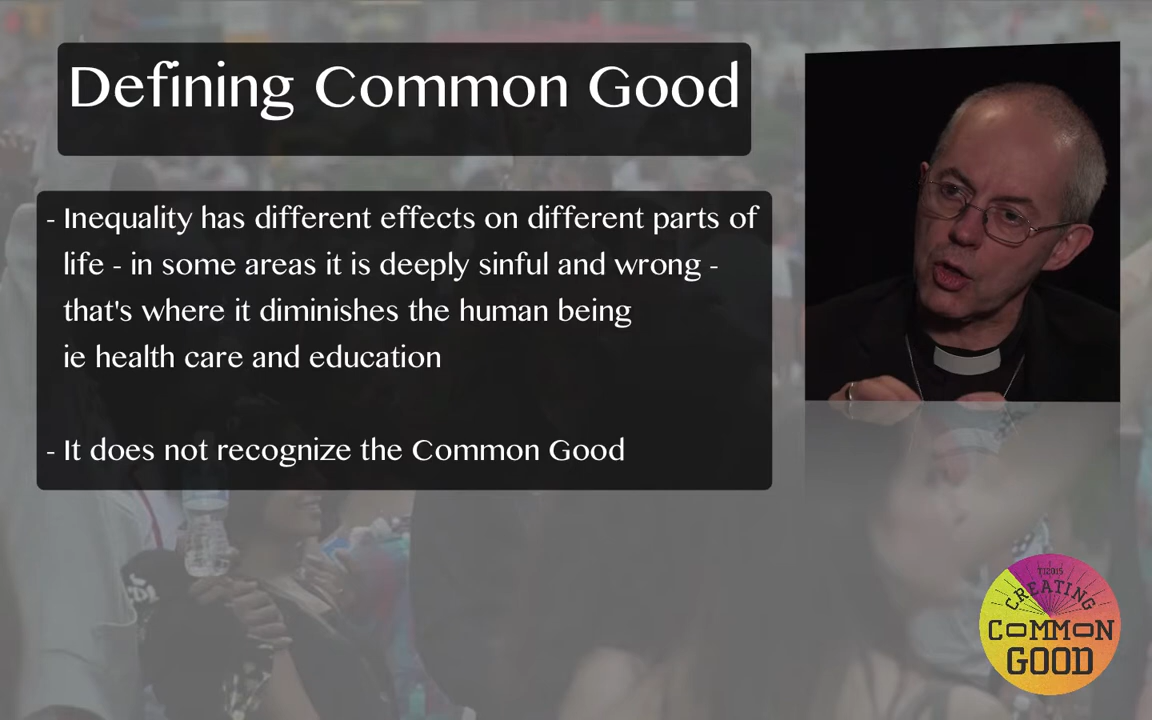 Defining Common Good
- Inequality has different effects on different parts of
life - in some areas it is deeply sinful and wrong -
that's where it diminishes the human being
ie health care and education
- It does not recognize the Common Good
TI2015
CREATING
COMMON
GOOD